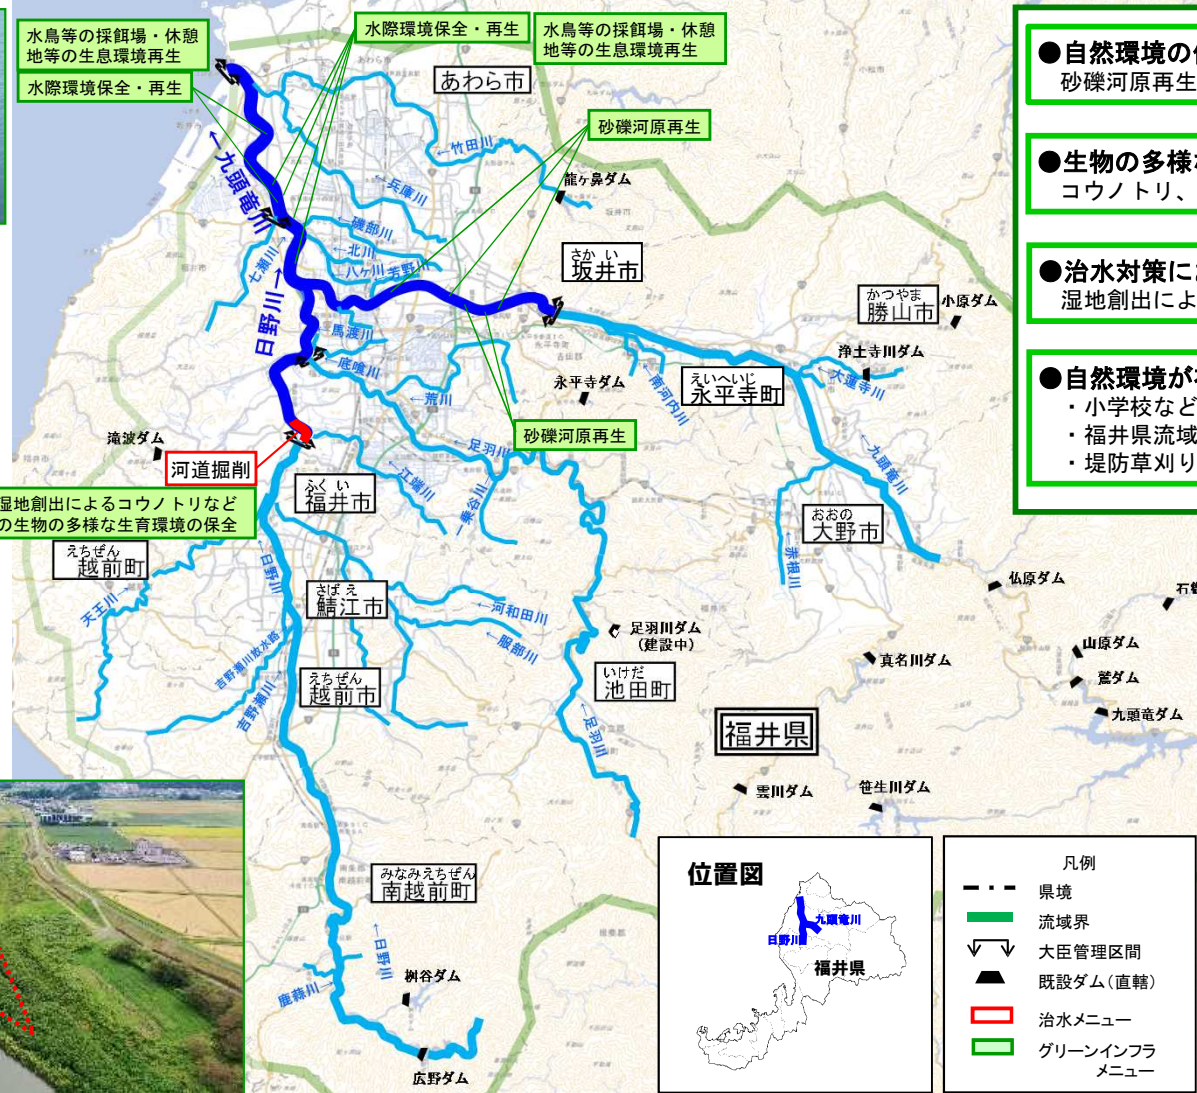 水鳥等の採餌場・休憩
地等の生息環境再生
水際環境保全・再生
水際環境保全・再生
水鳥等の採餌場・休憩
地等の生息環境再生
砂礫河原再生
砂礫河原再生
河道掘削
湿地創出によるコウノトリなど
の生物の多様な生育環境の保全
あわら市
さかい
坂井市
かつやま
勝山市
えいへいじ
永平寺町
ふくい
福井市
おおの
大野市
えちぜん
越前町
さばえ
鯖江市
えちぜん
越前市
いけだ
池田町
福井県
みなみえちぜん
南越前町
←九頭竜川
日野川→
←竹田川
←兵庫川
←磯部川
←北川
八ヶ川
芳野川
七瀬川→
馬渡川
←底喰川
←荒川
←足羽川
←江端川
一乗谷川→
←南河内川
←大蓮寺川
←九頭竜川
←赤根川
←日野川
天王川→
吉野瀬川放水路
吉野瀬川
←河和田川
←服部川
←足羽川
←日野川
鹿蒜川→
龍ヶ鼻ダム
小原ダム
浄土寺川ダム
永平寺ダム
滝波ダム
足羽川ダム
(建設中)
仏原ダム
山原ダム
鷲ダム
九頭竜ダム
真名川ダム
雲川ダム
笹生川ダム
桝谷ダム
広野ダム
●自然環境の
砂礫河原再生
●生物の多様
コウノトリ、
●治水対策に
湿地創出によ
●自然環境が
・小学校など
・福井県流域
・堤防草刈り
位置図
九頭竜川
日野川
福井県
凡例
県境
流域界
大臣管理区間
既設ダム(直轄)
治水メニュー
グリーンインフラ
メニュー